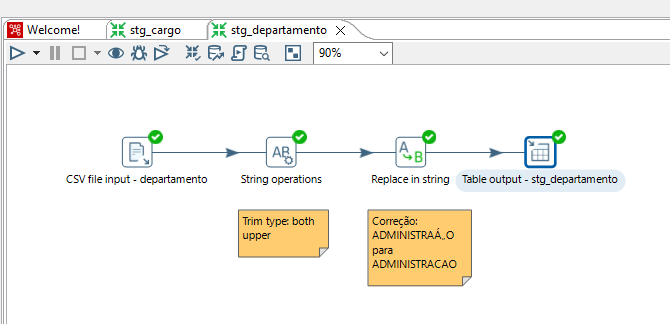 Welcome!
stg_cargo
stg_departamento
90%
CSV file input - departamento
String operations
Replace in string
Table output - stg_departamento
Trim type: both
upper
Correção:
ADMINISTRAÁ„O
para
ADMINISTRACAO